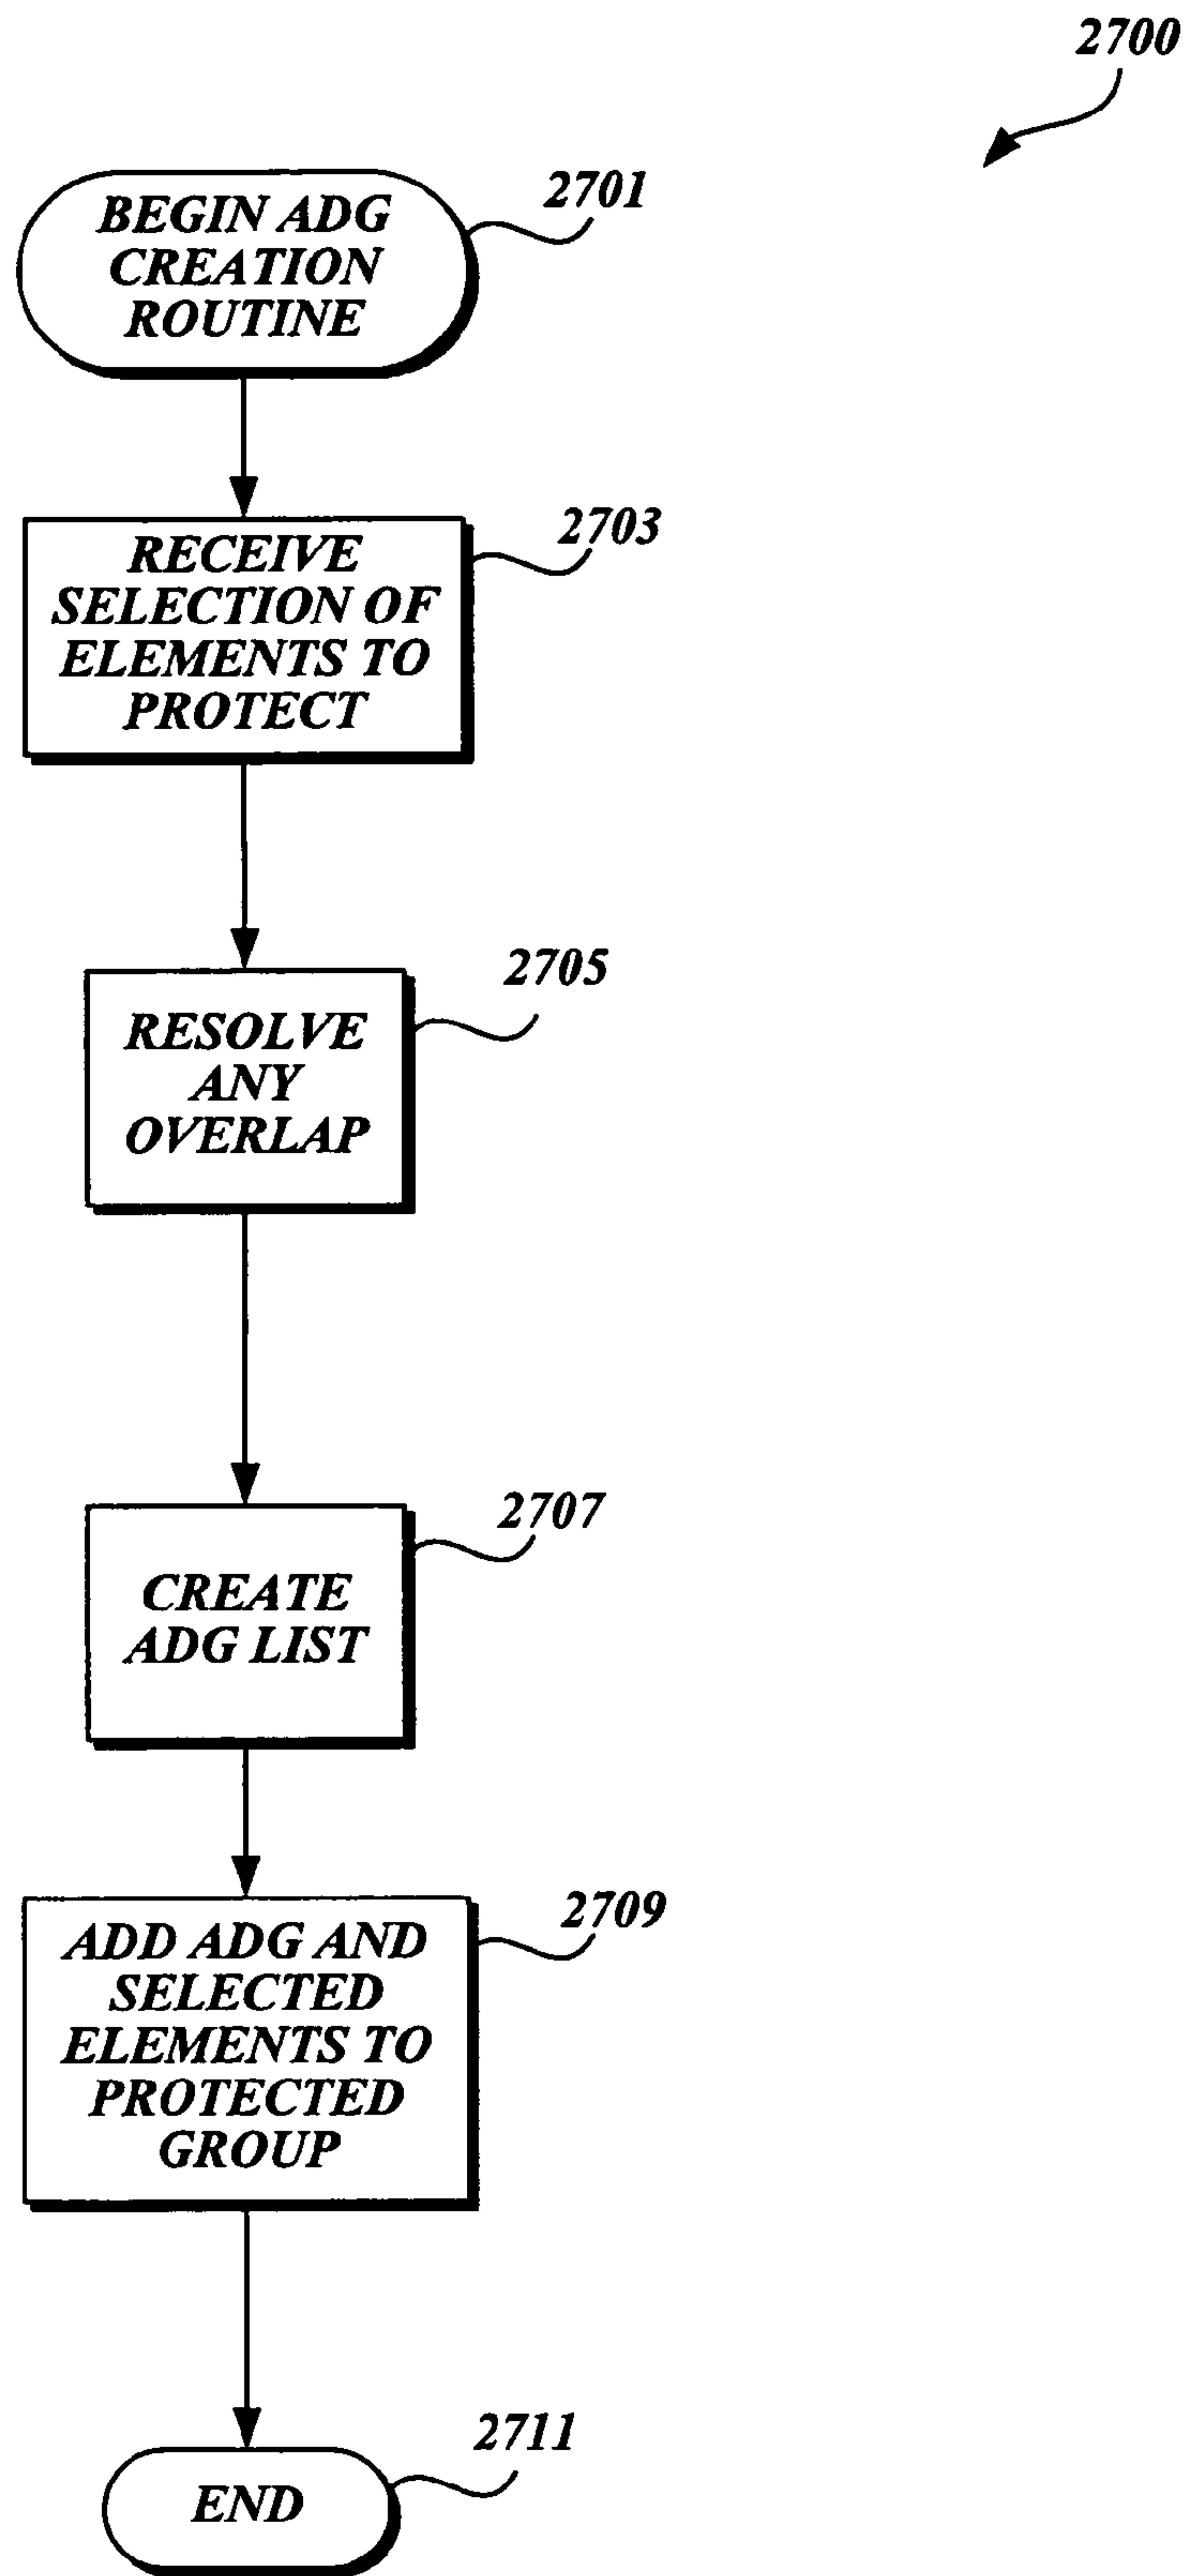 2700
2701
BEGIN ADG
CREATION
ROUTINE
2703
RECEIVE
SELECTION OF
ELEMENTS TO
PROTECT
2705
RESOLVE
ANY
OVERLAP
2707
CREATE
ADG LIST
2709
ADD ADG AND
SELECTED
ELEMENTS TO
PROTECTED
GROUP
2711
END